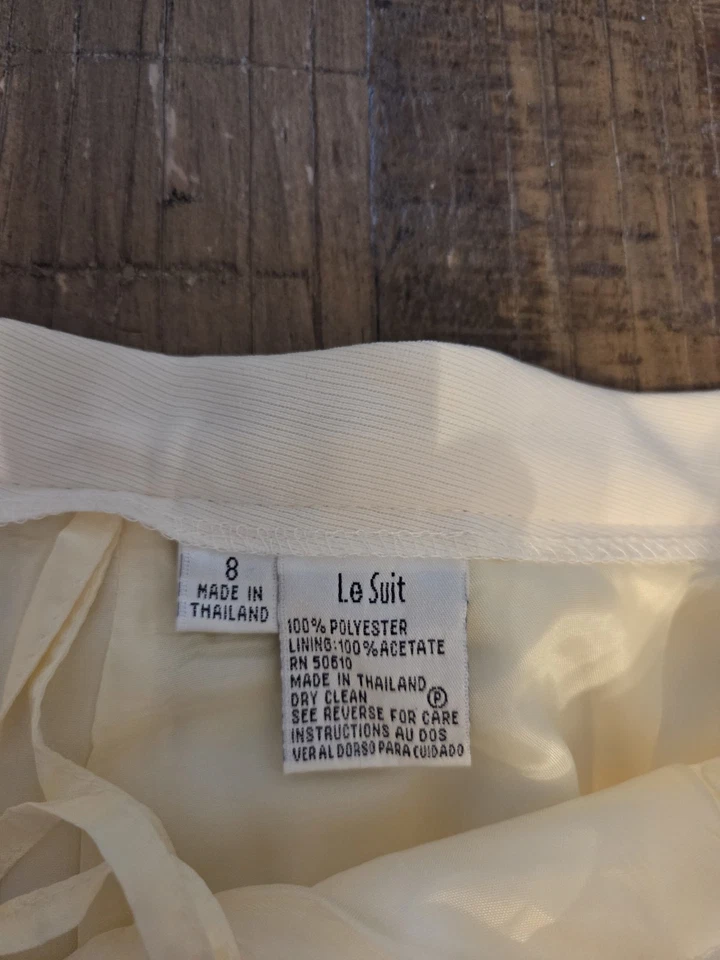 8
MADE IN
THAILAND
Le Suit
100% POLYESTER
LINING:100% ACETATE
RN 50610
MADE IN THAILAND
DRY CLEAN P
SEE REVERSE FOR CARE
INSTRUCTIONS AU DOS
VER AL DORSO PARA CUIDADO